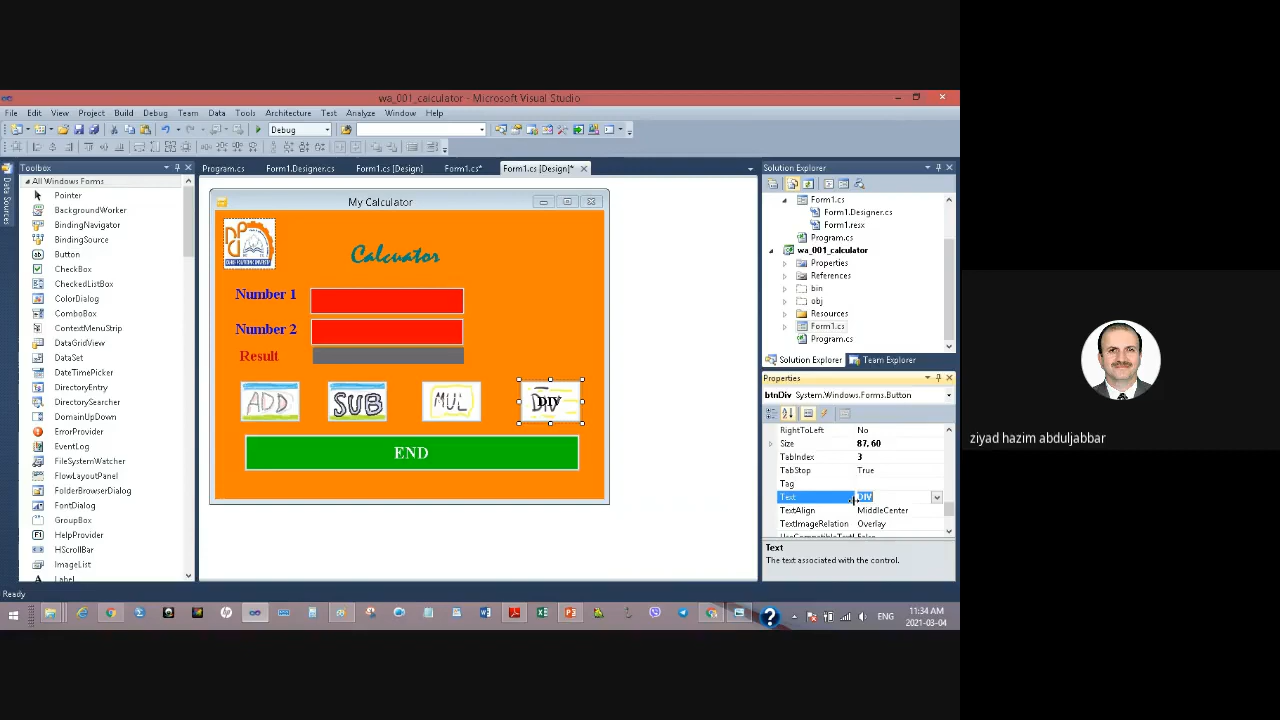 wa_001_calculator - Microsoft Visual Studio
File Edit View Project Build Debug Team Data Tools Architecture Test Analyze Window Help
Debug
Toolbox
Program.cs Form1.Designer.cs Form1.cs [Design] Form1.cs* Form1.cs [Design]*
Solution Explorer
Data Sources
All Windows Forms
Pointer
BackgroundWorker
BindingNavigator
BindingSource
Button
CheckBox
CheckedListBox
ColorDialog
ComboBox
ContextMenuStrip
DataGridView
DataSet
DateTimePicker
DirectoryEntry
DirectorySearcher
DomainUpDown
ErrorProvider
EventLog
FileSystemWatcher
FlowLayoutPanel
FolderBrowserDialog
FontDialog
GroupBox
HelpProvider
HScrollBar
ImageList
Label
My Calculator
Calcuator
Number 1
Number 2
Result
ADD SUB MUL DIV
END
Form1.cs
Form1.Designer.cs
Form1.resx
Program.cs
wa_001_calculator
Properties
References
bin
obj
Resources
Form1.cs
Program.cs
Solution Explorer Team Explorer
Properties
btnDiv System.Windows.Forms.Button
RightToLeft No
Size 87, 60
TabIndex 3
TabStop True
Tag
Text DIV
TextAlign MiddleCenter
TextImageRelation Overlay
Text
The text associated with the control.
Ready
ENG
11:34 AM
2021-03-04
ziyad hazim abduljabbar